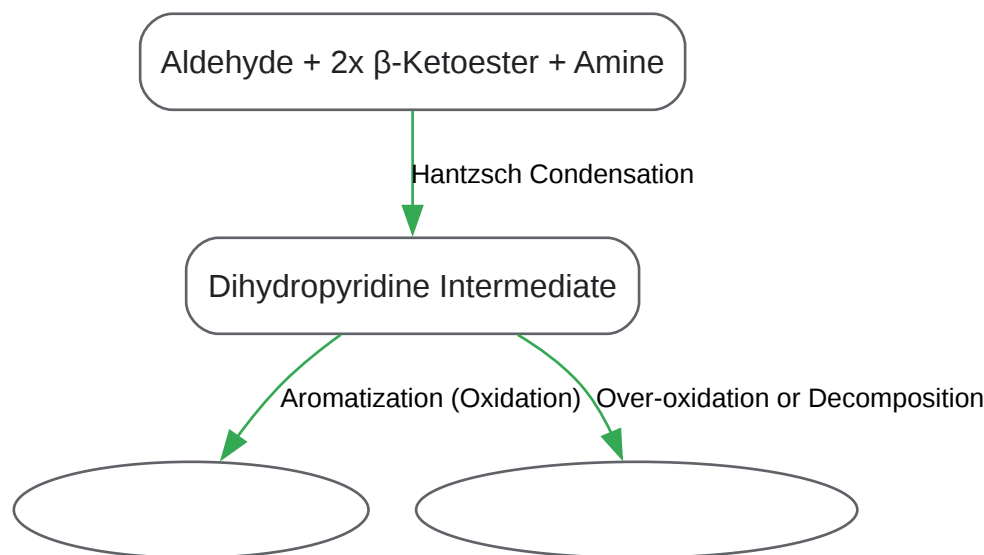 Aldehyde + 2x β-Ketoester + Amine
Hantzsch Condensation
Dihydropyridine Intermediate
Aromatization (Oxidation)
Over-oxidation or Decomposition